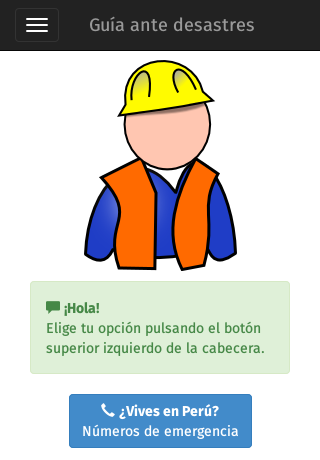 Guía ante desastres
¡Hola!
Elige tu opción pulsando el botón
superior izquierdo de la cabecera.
¿Vives en Perú?
Números de emergencia